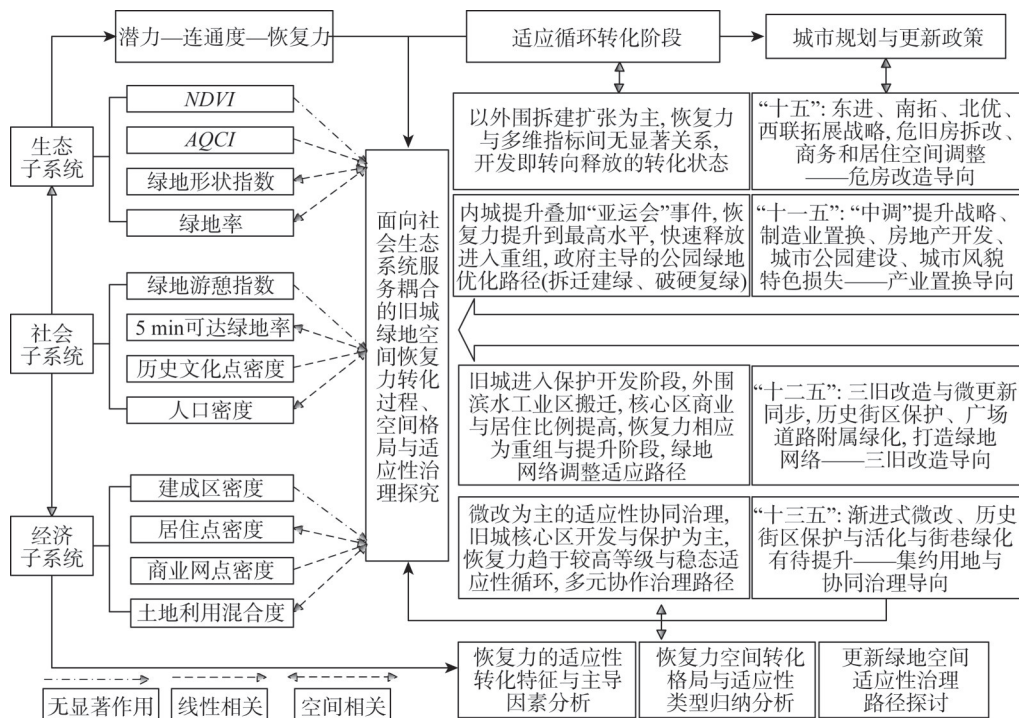 潜力—连通度—恢复力
适应循环转化阶段
城市规划与更新政策
生态
子系统
NDVI
AQCI
绿地形状指数
绿地率
社会
子系统
绿地游憩指数
5 min可达绿地率
历史文化点密度
人口密度
经济
子系统
建成区密度
居住点密度
商业网点密度
土地利用混合度
面向社
会生态
系统服
务耦合
的旧城
绿地空
间恢复
力转化
过程、
空间格
局与适
应性治
理探究
以外围拆建扩张为主, 恢复力
与多维指标间无显著关系,
开发即转向释放的转化状态
“十五”: 东进、南拓、北优、
西联拓展战略, 危旧房拆改、
商务和居住空间调整
——危房改造导向
内城提升叠加“亚运会”事件, 恢
复力提升到最高水平, 快速释放
进入重组, 政府主导的公园绿地
优化路径(拆迁建绿、破硬复绿)
“十一五”: “中调”提升战略、
制造业置换、房地产开发、
城市公园建设、城市风貌
特色损失——产业置换导向
旧城进入保护开发阶段, 外围
滨水工业区搬迁, 核心区商业
与居住比例提高, 恢复力相应
为重组与提升阶段, 绿地
网络调整适应路径
“十二五”: 三旧改造与微更新
同步, 历史街区保护、广场
道路附属绿化, 打造绿地
网络——三旧改造导向
微改为主的适应性协同治理,
旧城核心区开发与保护为主,
恢复力趋于较高等级与稳态适
应性循环, 多元协作治理路径
“十三五”: 渐进式微改、历史
街区保护与活化与街巷绿化
有待提升——集约用地与
协同治理导向
恢复力的适应性
转化特征与主导
因素分析
恢复力空间转化
格局与适应性
类型归纳分析
更新绿地空间
适应性治理
路径探讨
无显著作用
线性相关
空间相关